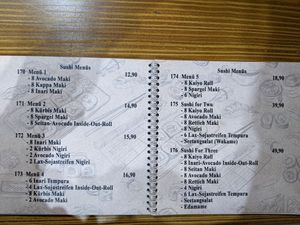 Sushi Menüs
170 Menü 1 12,90
- 8 Avocado Maki
- 8 Kappa Maki
- 8 Inari Maki
171 Menü 2 14,90
- 8 Kürbis Maki
- 8 Spargel Maki
- 8 Seitan-Avocado Inside-Out-Roll
172 Menü 3 15,90
- 8 Inari Maki
- 2 Kürbis Nigiri
- 2 Avocado Nigiri
- 2 Lax-Sojastreifen Nigiri
173 Menü 4 16,90
- 6 Inari Tempura
- 4 Lax-Sojastreifen Inside-Out-Roll
- 8 Kürbis Maki
- 2 Avocado Maki
Sushi Menüs
174 Menü 5 18,90
- 8 Kaiyo Roll
- 8 Spargel Maki
- 4 Nigiri
175 Sushi for Two 39,90
- 8 Kaiyo Roll
- 8 Avocado Maki
- 8 Rettich Maki
- 8 Nigiri
- 6 Lax-Sojastreifen Tempura
- Seetangsalat (Wakame)
176 Sushi For Three 49,90
- 8 Kaiyo Roll
- 8 Inari-Avocado Inside-Out-Roll
- 8 Seitan Maki
- 8 Avocado Maki
- 8 Rettich Maki
- 4 Nigiri
- 6 Lax-Sojastreifen Tempura
- Seetangsalat
- Edamame